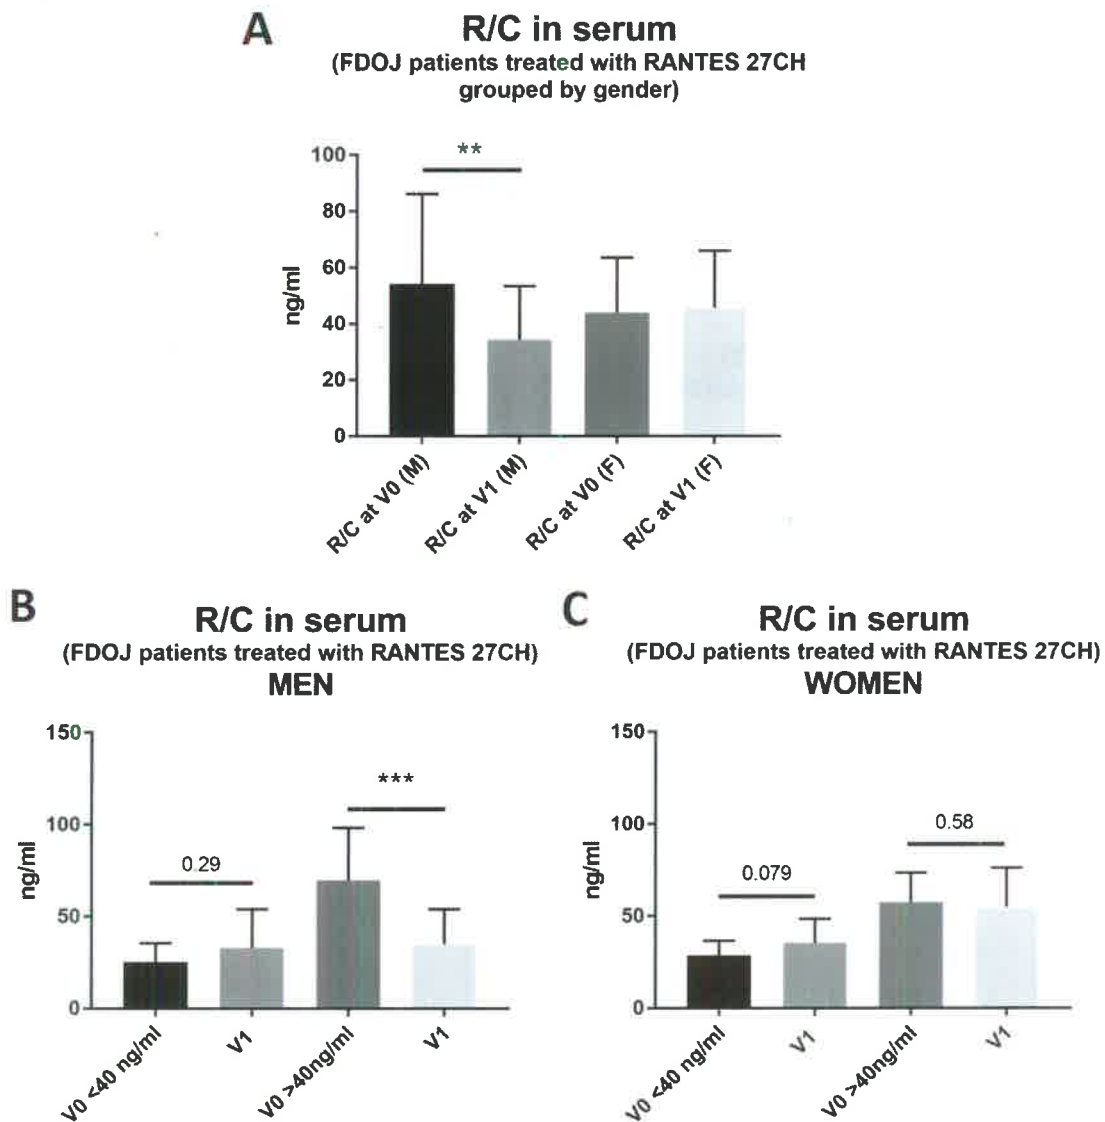 A
R/C in serum
(FDOJ patients treated with RANTES 27CH
grouped by gender)
**
100
80
60
40
20
0
ng/ml
R/C at V0 (M)
R/C at V1 (M)
R/C at V0 (F)
R/C at V1 (F)
B
R/C in serum
(FDOJ patients treated with RANTES 27CH)
MEN
150
100
50
0
ng/ml
0.29
***
V0 <40 ng/ml
V1
V0 >40ng/ml
V1
C
R/C in serum
(FDOJ patients treated with RANTES 27CH)
WOMEN
150
100
50
0
ng/ml
0.079
0.58
V0 <40 ng/ml
V1
V0 >40ng/ml
V1